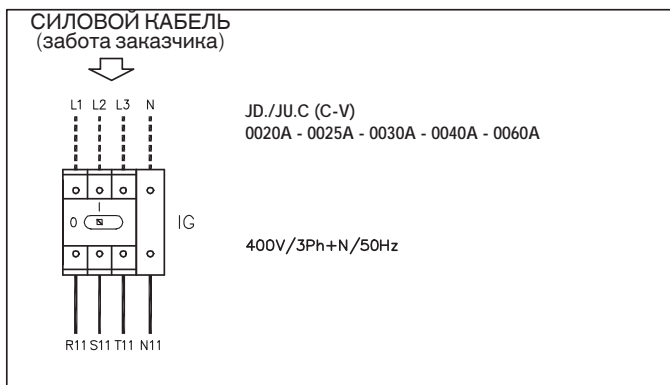 СИЛОВОЙ КАБЕЛЬ
(забота заказчика)
L1 L2 L3 N
JD./JU.C (C-V)
0020A - 0025A - 0030A - 0040A - 0060A
I
0
IG
400V/3Ph+N/50Hz
R11 S11 T11 N11